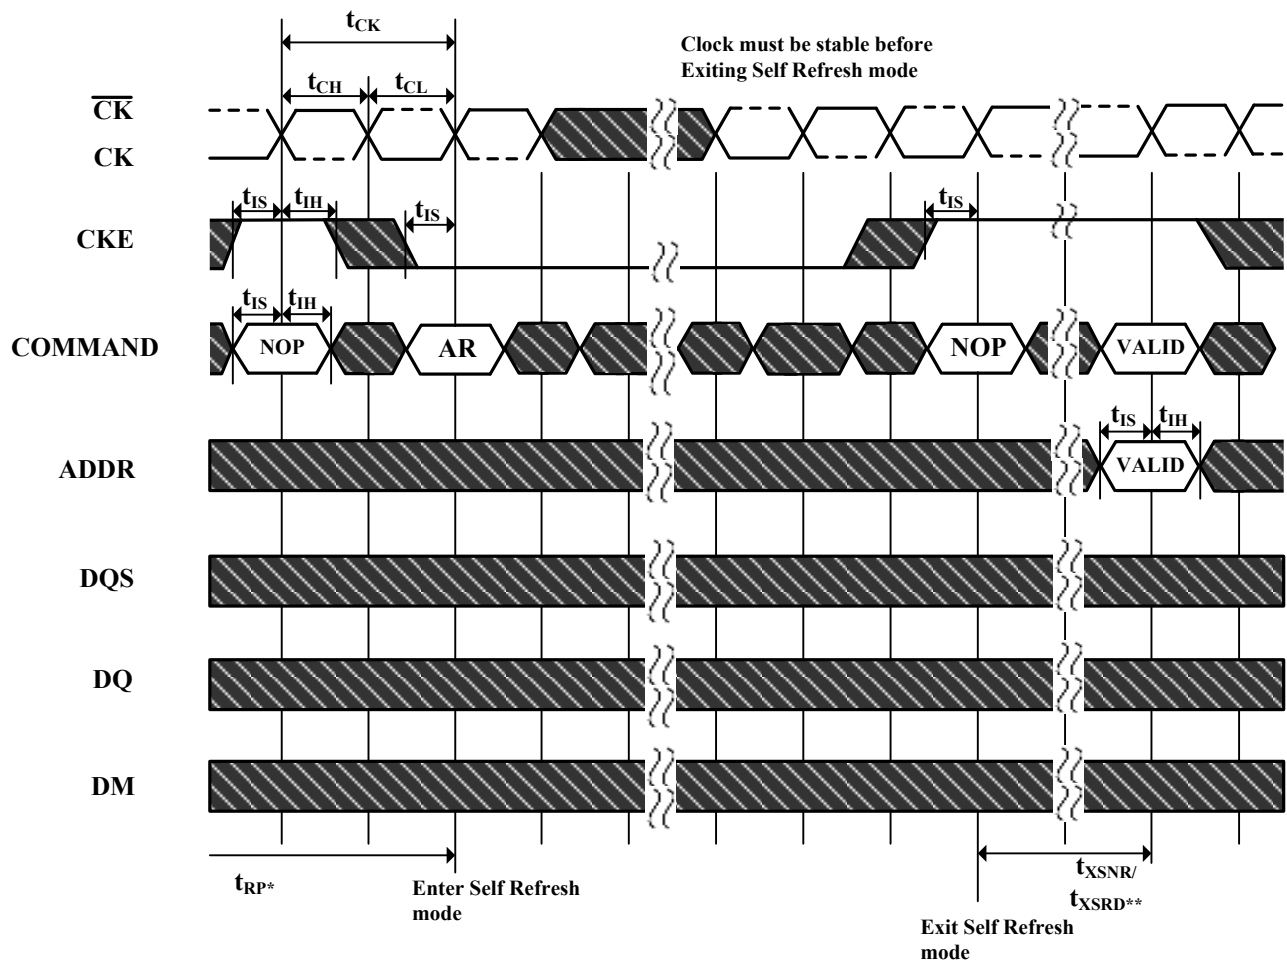 tCK
Clock must be stable before
Exiting Self Refresh mode
tCH
tCL
CK
CK
tIS
tIH
tIS
tIS
CKE
tIS
tIH
COMMAND
NOP
AR
NOP
VALID
tIS
tIH
ADDR
VALID
DQS
DQ
DM
tRP*
Enter Self Refresh
mode
tXSNR/
tXSRD**
Exit Self Refresh
mode